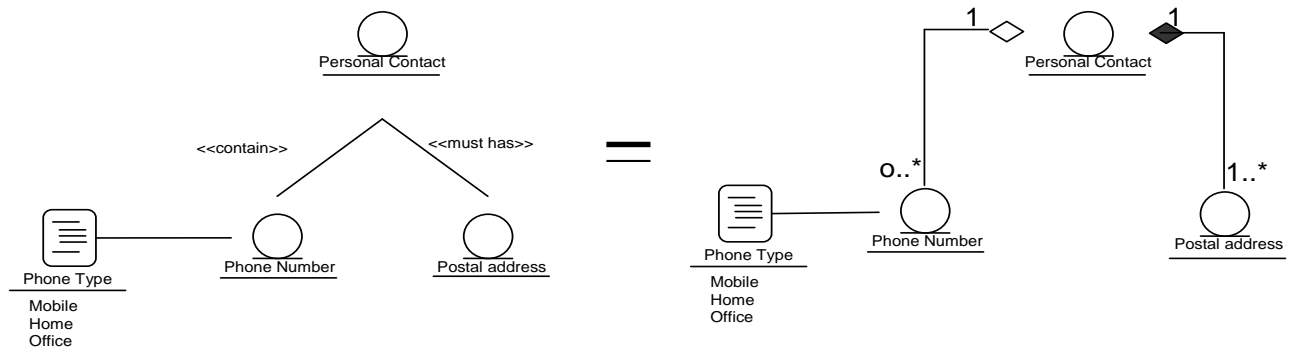 Personal Contact
<<contain>>
<<must has>>
Phone Type
Mobile
Home
Office
Phone Number
Postal address
=
1
Personal Contact
1
o..*
1..*
Phone Type
Mobile
Home
Office
Phone Number
Postal address